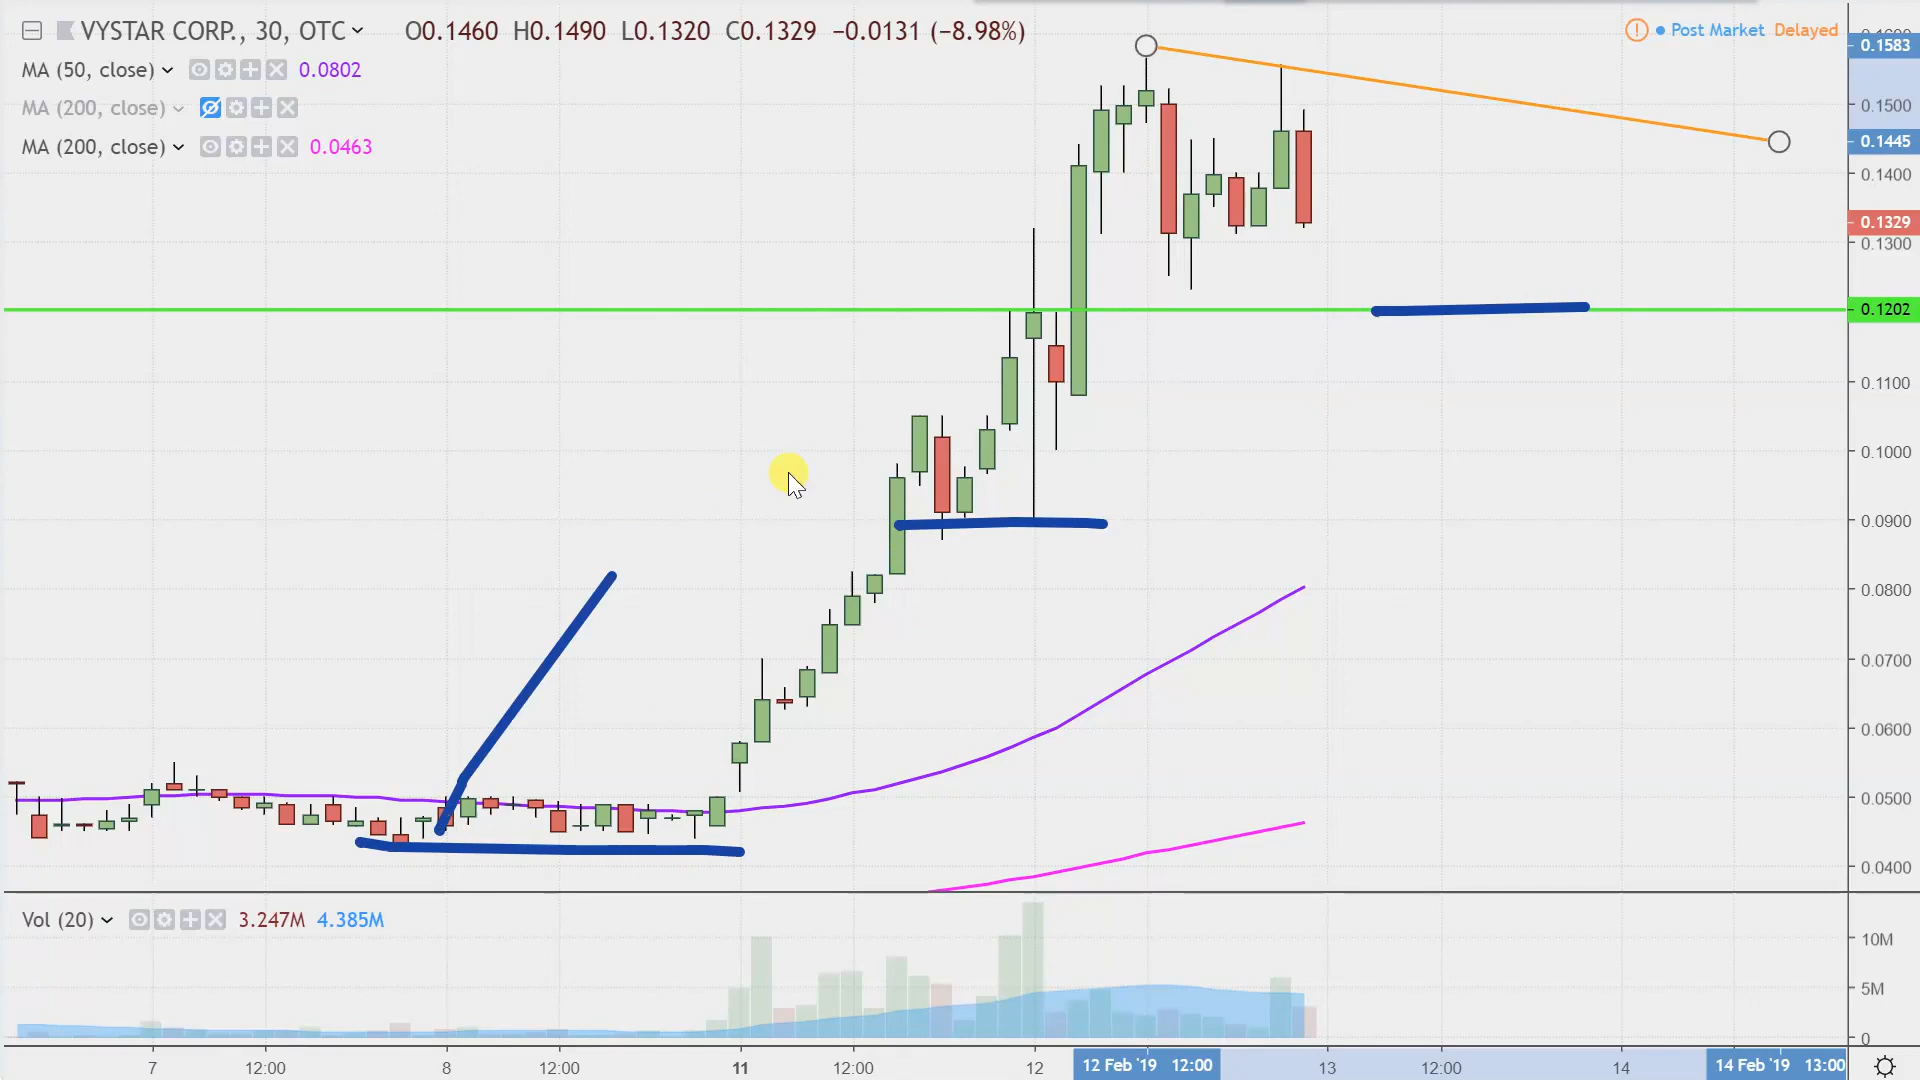 VYSTAR CORP., 30, OTC O0.1460 H0.1490 L0.1320 C0.1329 −0.0131 (−8.98%)
! Post Market Delayed
MA (50, close) 0.0802
MA (200, close)
MA (200, close) 0.0463
0.1583
0.1500
0.1445
0.1400
0.1329
0.1300
0.1202
0.1100
0.1000
0.0900
0.0800
0.0700
0.0600
0.0500
0.0400
Vol (20) 3.247M 4.385M
10M
5M
0
7 12:00 8 12:00 11 12:00 12 12 Feb '19 12:00 13 12:00 14 14 Feb '19 13:00